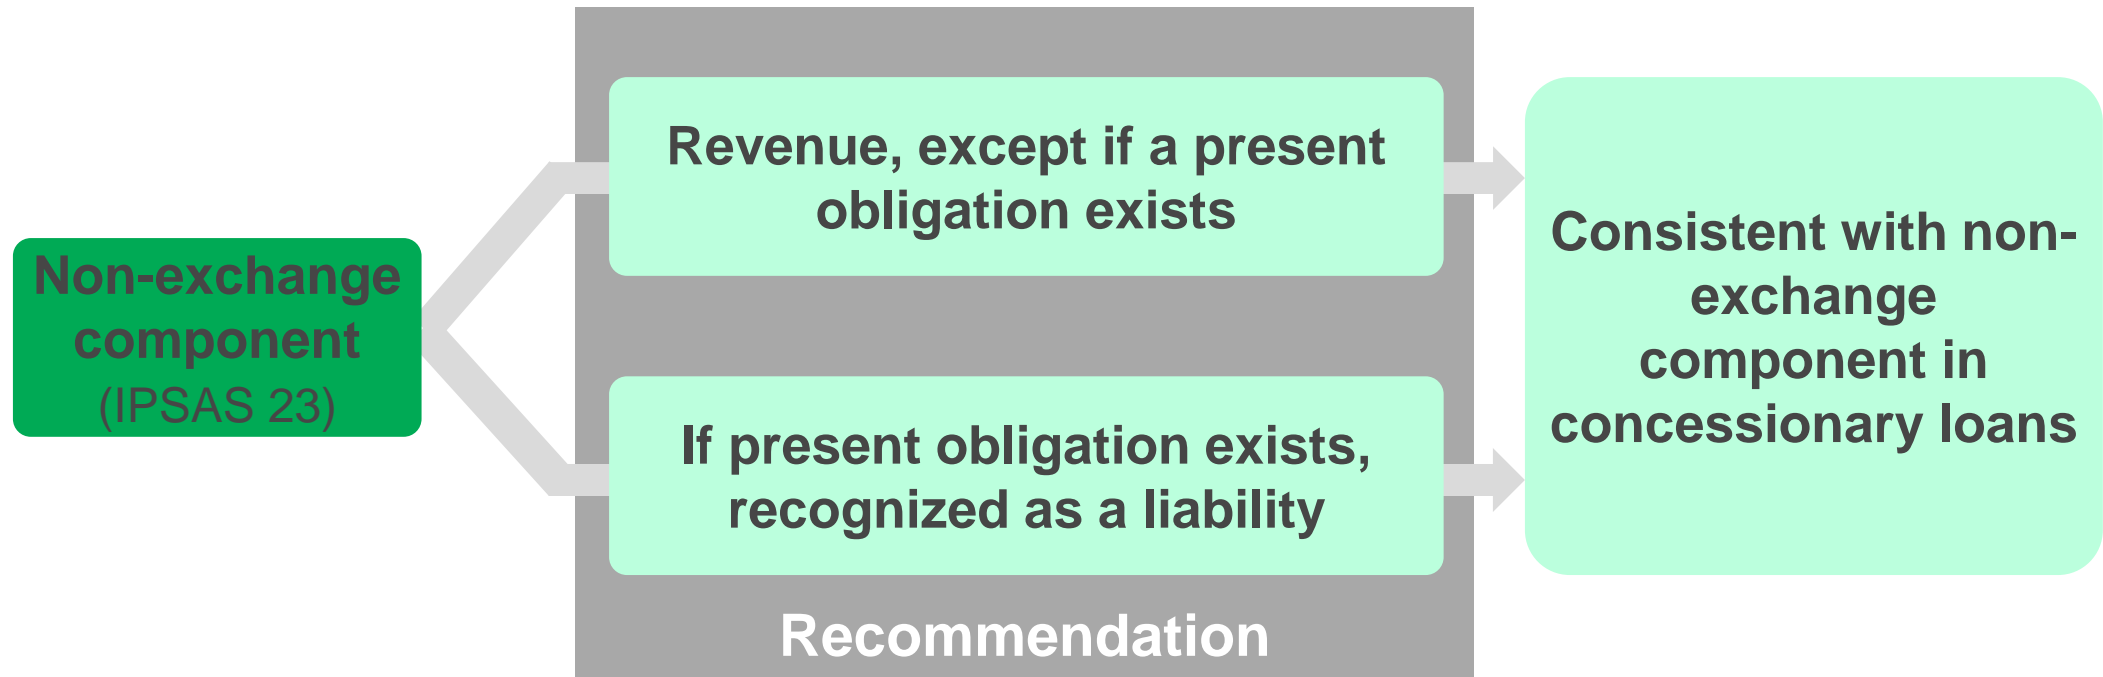 Non-exchange
component
(IPSAS 23)
Revenue, except if a present
obligation exists
If present obligation exists,
recognized as a liability
Recommendation
Consistent with non-
exchange
component in
concessionary loans